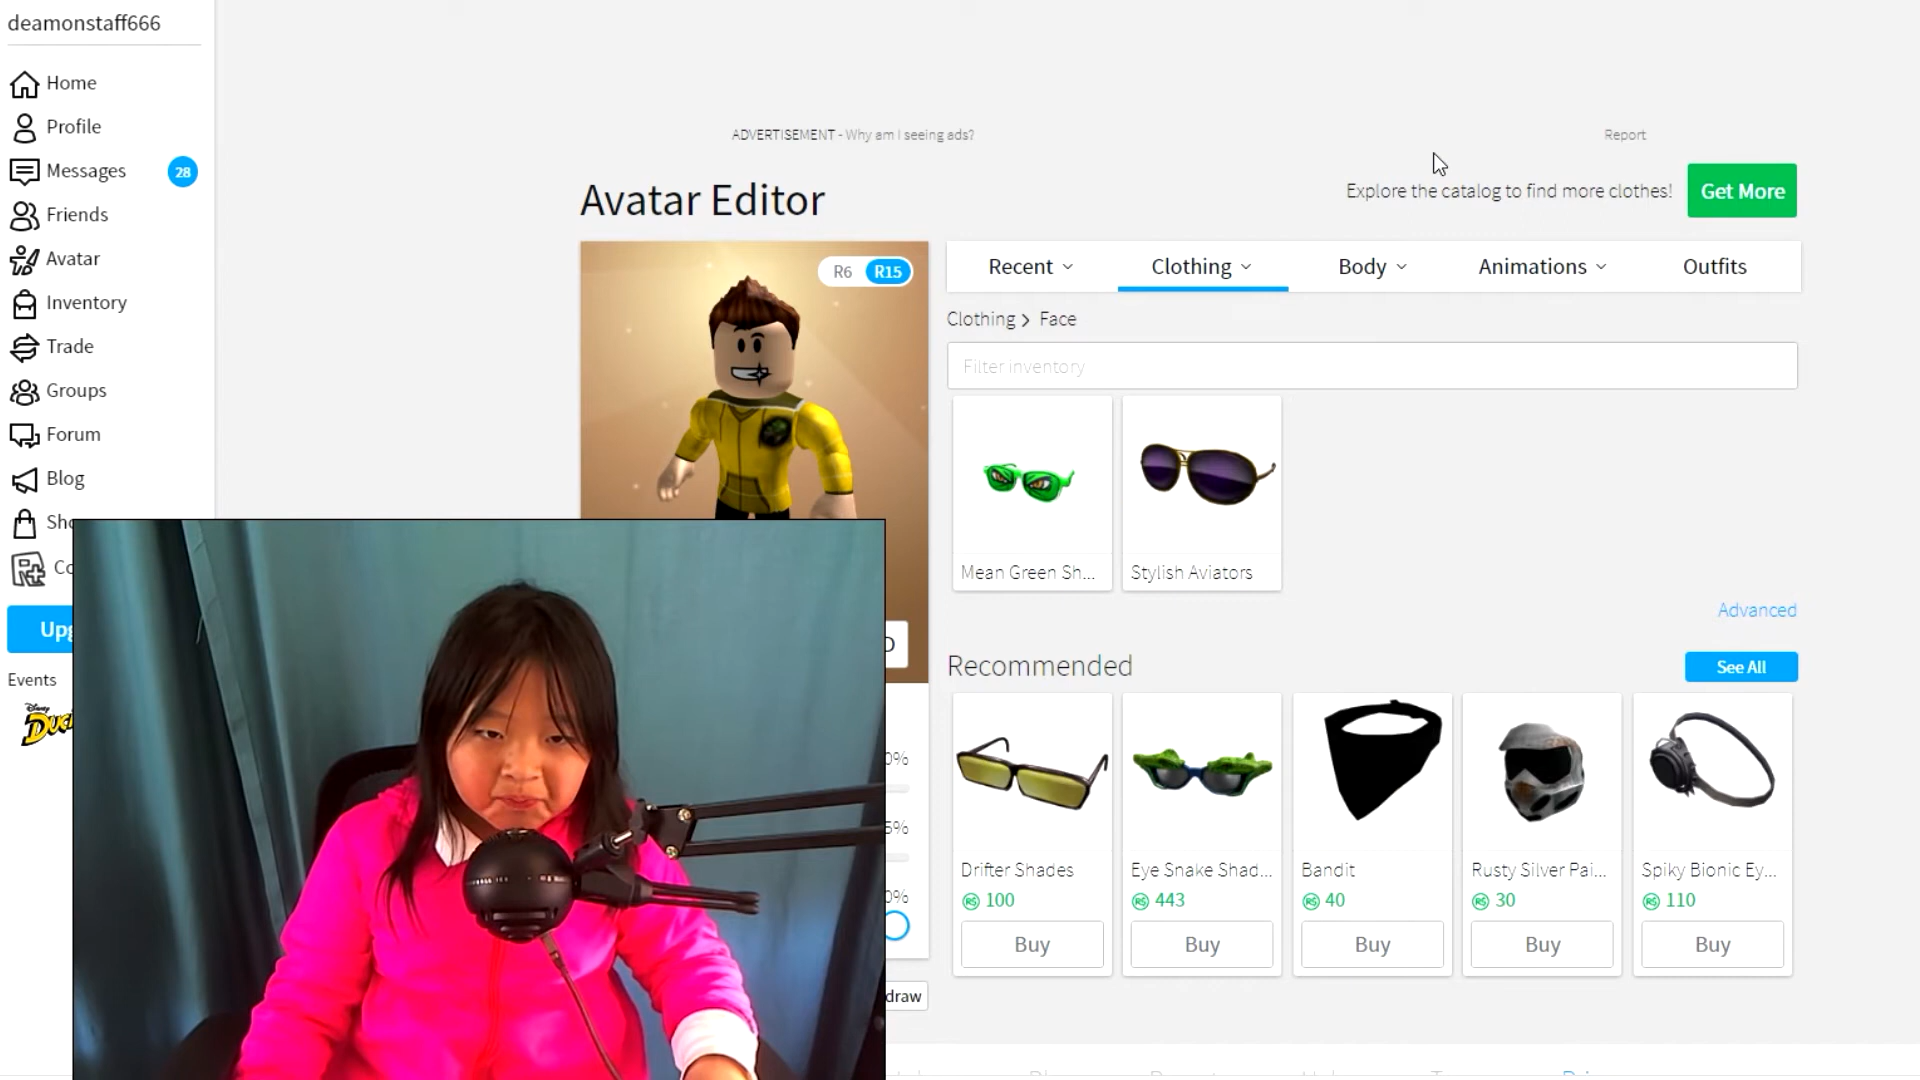 deamonstaff666
Home
Profile
Messages 28
Friends
Avatar
Inventory
Trade
Groups
Forum
Blog
Events
Disney
ADVERTISEMENT - Why am I seeing ads?
Report
Avatar Editor
Explore the catalog to find more clothes!
Get More
R6 R15
Recent
Clothing
Body
Animations
Outfits
Clothing > Face
Filter inventory
Mean Green Sh...
Stylish Aviators
Advanced
Recommended
See All
Drifter Shades
Eye Snake Shad...
Bandit
Rusty Silver Pai...
Spiky Bionic Ey...
100
443
40
30
110
Buy
Buy
Buy
Buy
Buy